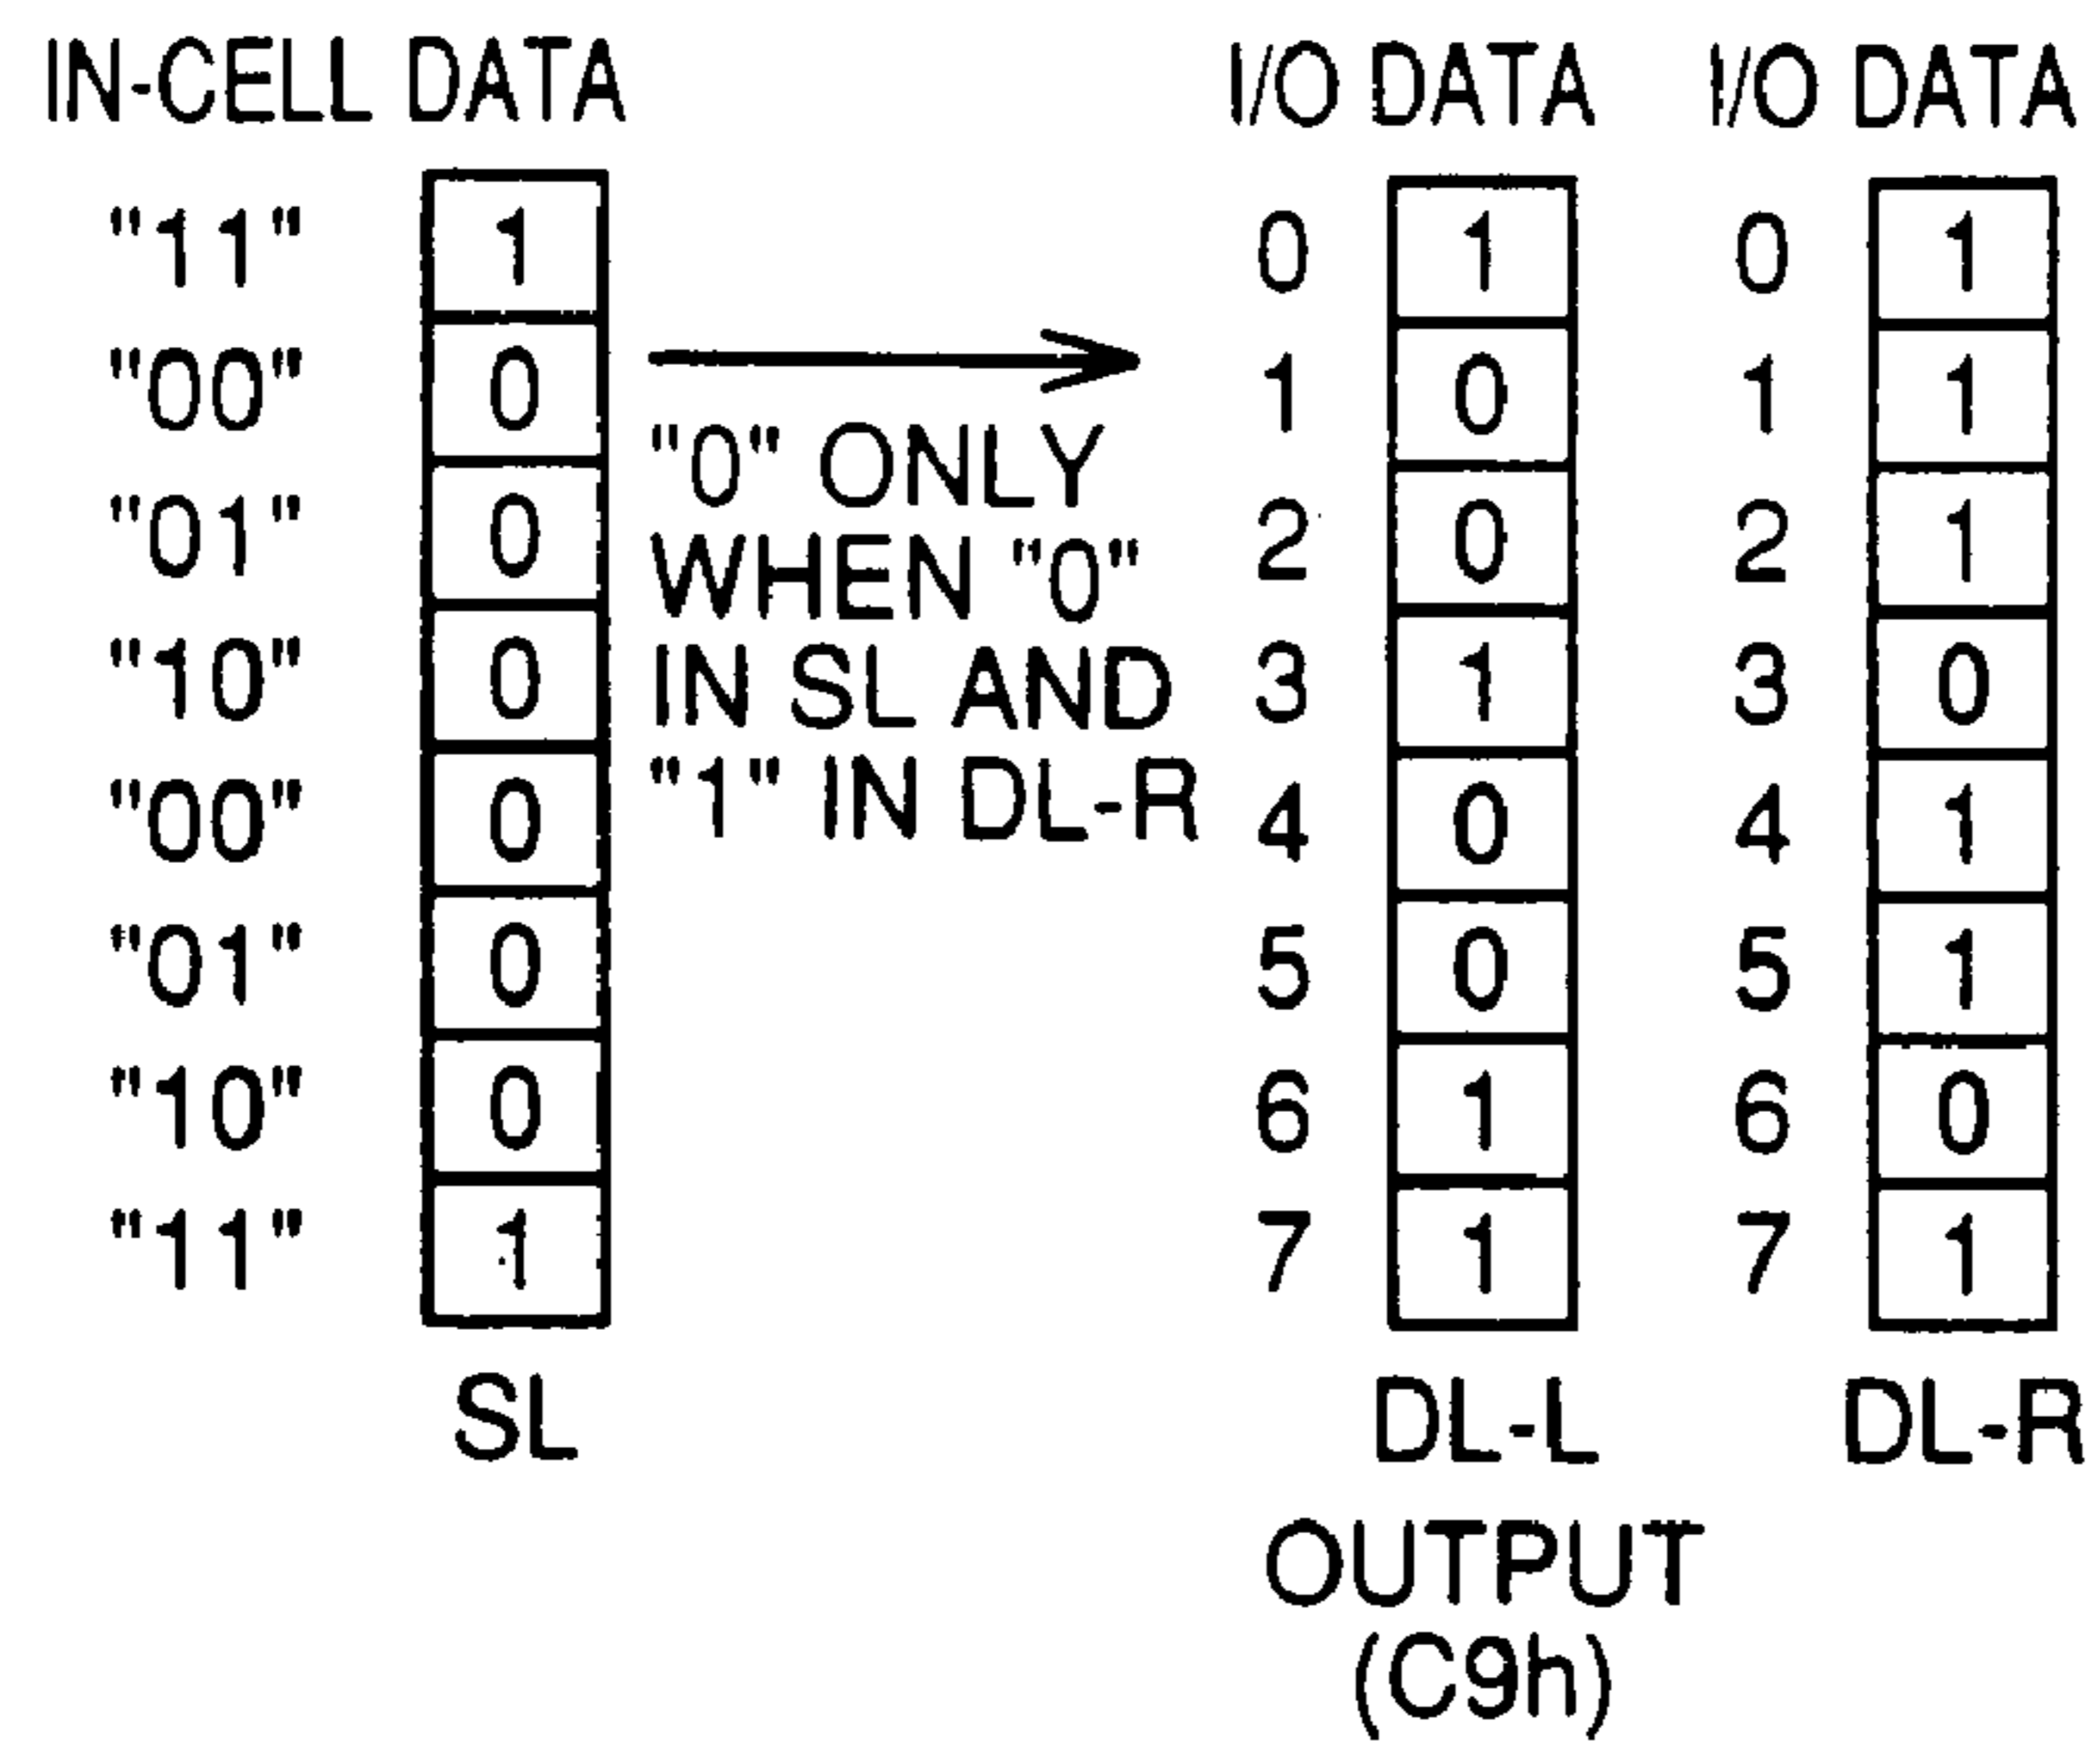 IN-CELL DATA I/O DATA I/O DATA
"11" 1 0 1 0 1
"00" 0 1 0 1 1
"0" ONLY
"01" 0 2 0 2 1
WHEN "0"
"10" 0 3 1 3 0
IN SL AND
"00" 0 4 0 4 1
"1" IN DL-R
"01" 0 5 0 5 1
"10" 0 6 1 6 0
"11" 1 7 1 7 1
SL DL-L DL-R
OUTPUT
(C9h)